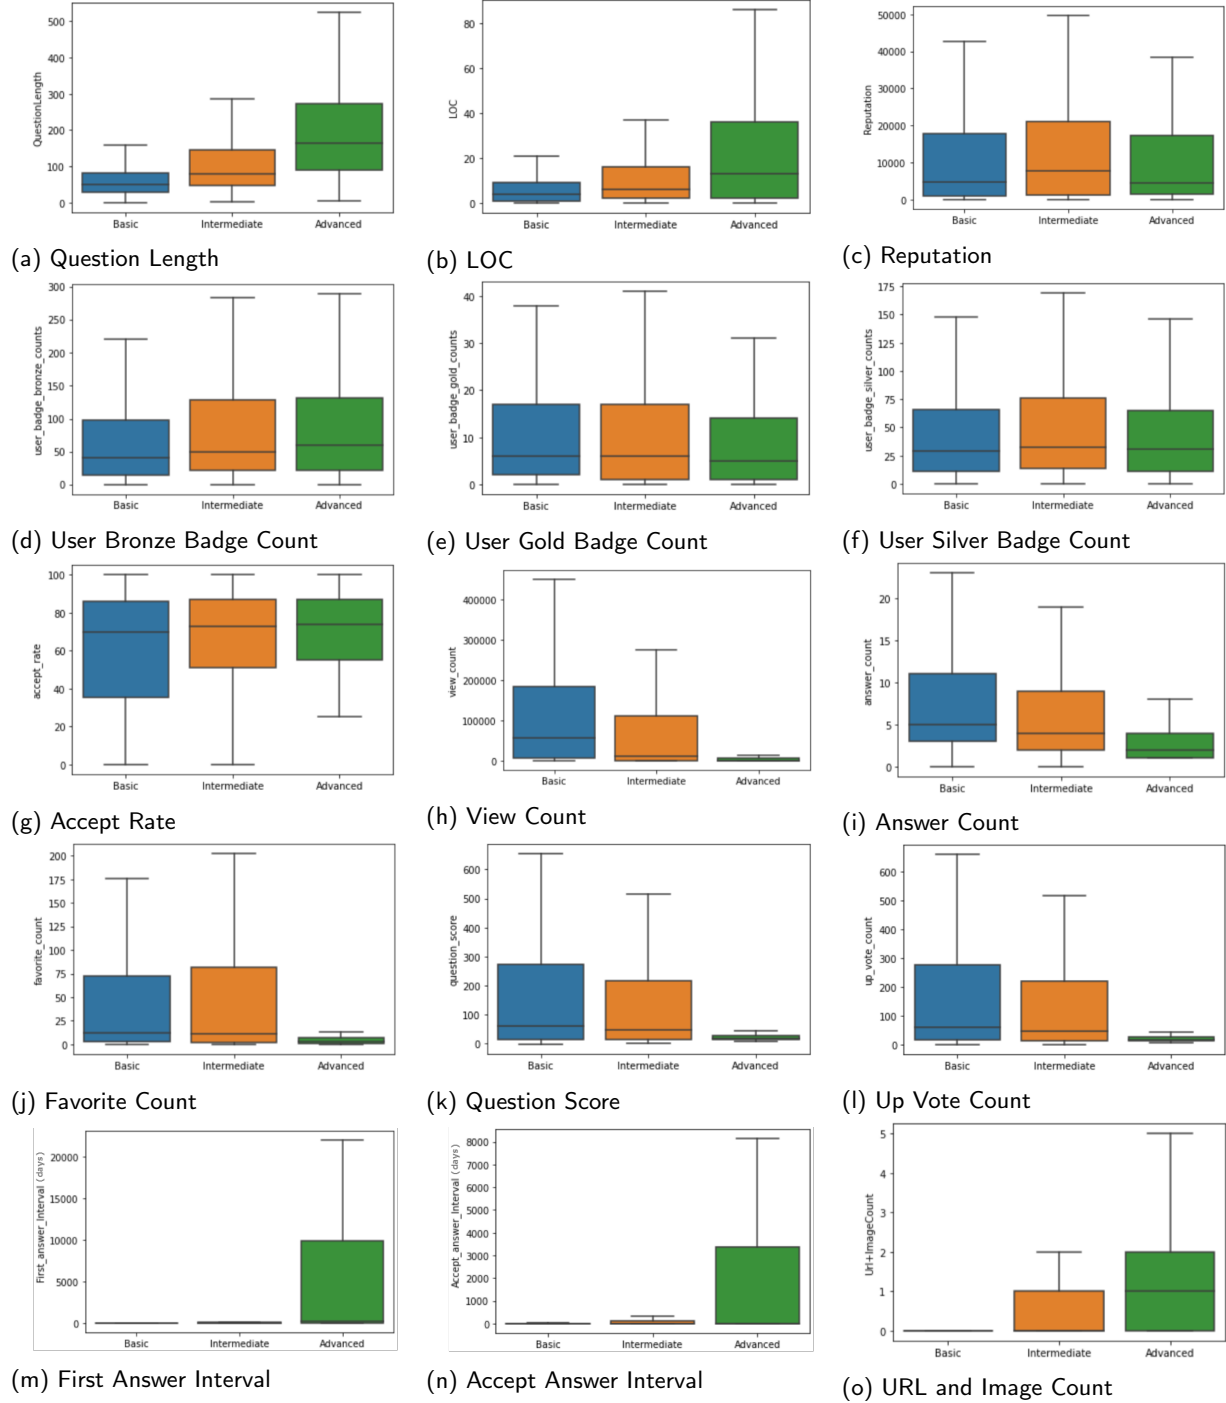 500
400
300
200
100
0
QuestionLength
Basic
Intermediate
Advanced
(a) Question Length
80
60
40
20
0
LOC
Basic
Intermediate
Advanced
(b) LOC
50000
40000
30000
20000
10000
0
Reputation
Basic
Intermediate
Advanced
(c) Reputation
300
250
200
150
100
50
0
user_badge_bronze_counts
Basic
Intermediate
Advanced
(d) User Bronze Badge Count
40
30
20
10
0
user_badge_gold_counts
Basic
Intermediate
Advanced
(e) User Gold Badge Count
175
150
125
100
75
50
25
0
user_badge_silver_counts
Basic
Intermediate
Advanced
(f) User Silver Badge Count
100
80
60
40
20
0
accept_rate
Basic
Intermediate
Advanced
(g) Accept Rate
400000
300000
200000
100000
0
view_count
Basic
Intermediate
Advanced
(h) View Count
20
15
10
5
0
answer_count
Basic
Intermediate
Advanced
(i) Answer Count
200
175
150
125
100
75
50
25
0
favorite_count
Basic
Intermediate
Advanced
(j) Favorite Count
600
500
400
300
200
100
0
question_score
Basic
Intermediate
Advanced
(k) Question Score
600
500
400
300
200
100
0
up_vote_count
Basic
Intermediate
Advanced
(l) Up Vote Count
20000
15000
10000
5000
0
First_answer_Interval (days)
Basic
Intermediate
Advanced
(m) First Answer Interval
8000
7000
6000
5000
4000
3000
2000
1000
0
Accept_answer_Interval (days)
Basic
Intermediate
Advanced
(n) Accept Answer Interval
5
4
3
2
1
0
Url+ImageCount
Basic
Intermediate
Advanced
(o) URL and Image Count